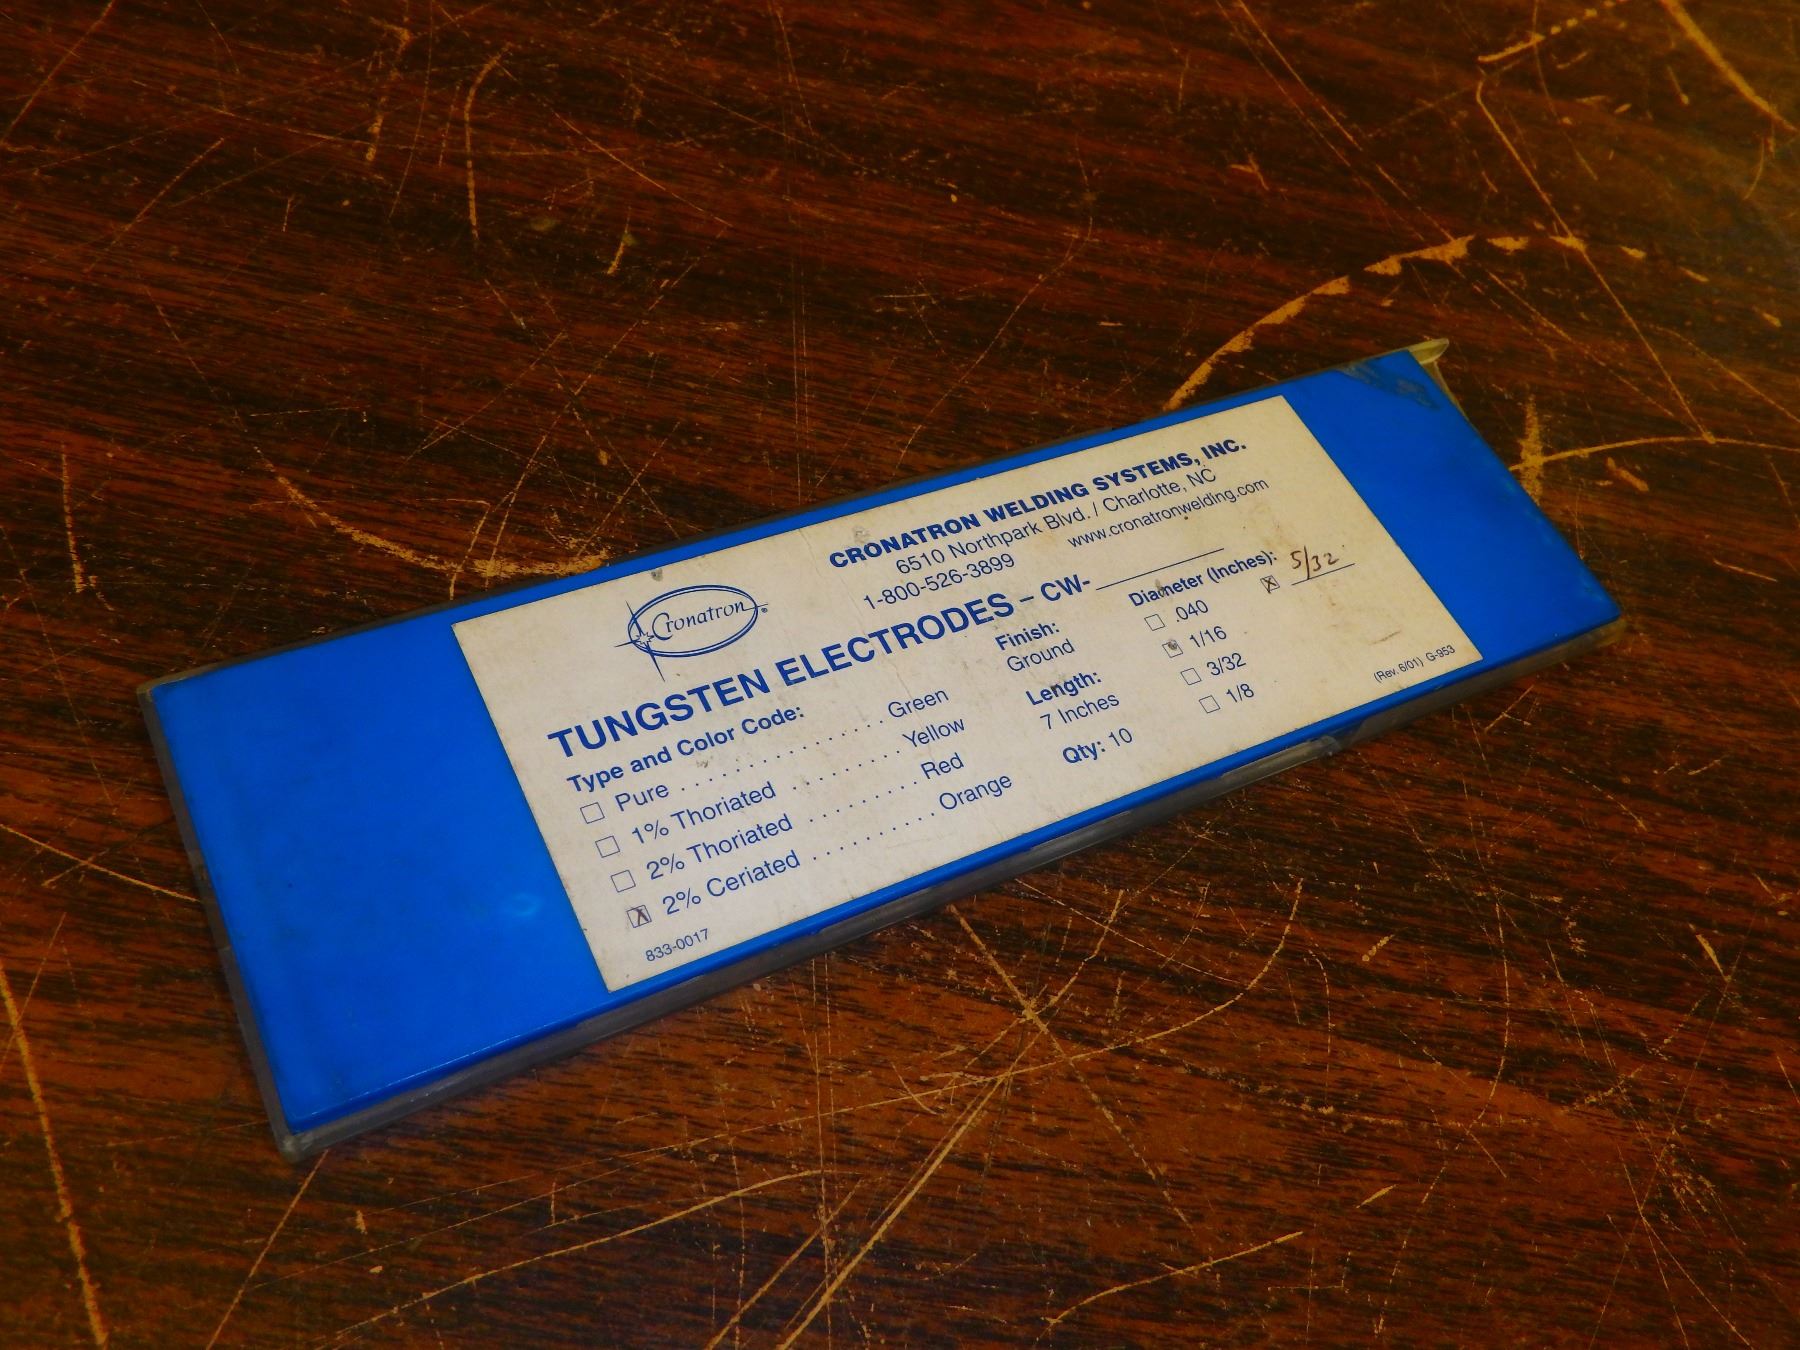 Cronatron®
CRONATRON WELDING SYSTEMS, INC.
6510 Northpark Blvd. / Charlotte, NC
1-800-526-3899 www.cronatronwelding.com
TUNGSTEN ELECTRODES – CW-
Type and Color Code:
Pure . . . . . . . . . . . . . . . . Green
1% Thoriated . . . . . . . . . Yellow
2% Thoriated . . . . . . . . . Red
X 2% Ceriated . . . . . . . . . . Orange
833-0017
Finish:
Ground
Length:
7 Inches
Qty: 10
Diameter (Inches):
.040
1/16
3/32
1/8
X 5/32
(Rev. 6/01) G-953